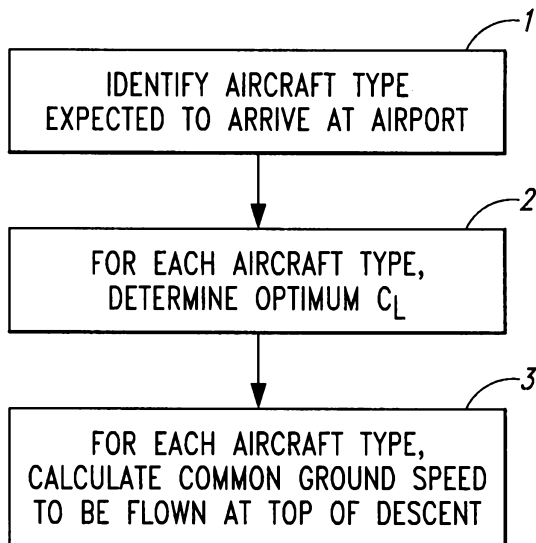 1
IDENTIFY AIRCRAFT TYPE
EXPECTED TO ARRIVE AT AIRPORT
2
FOR EACH AIRCRAFT TYPE,
DETERMINE OPTIMUM CL
3
FOR EACH AIRCRAFT TYPE,
CALCULATE COMMON GROUND SPEED
TO BE FLOWN AT TOP OF DESCENT